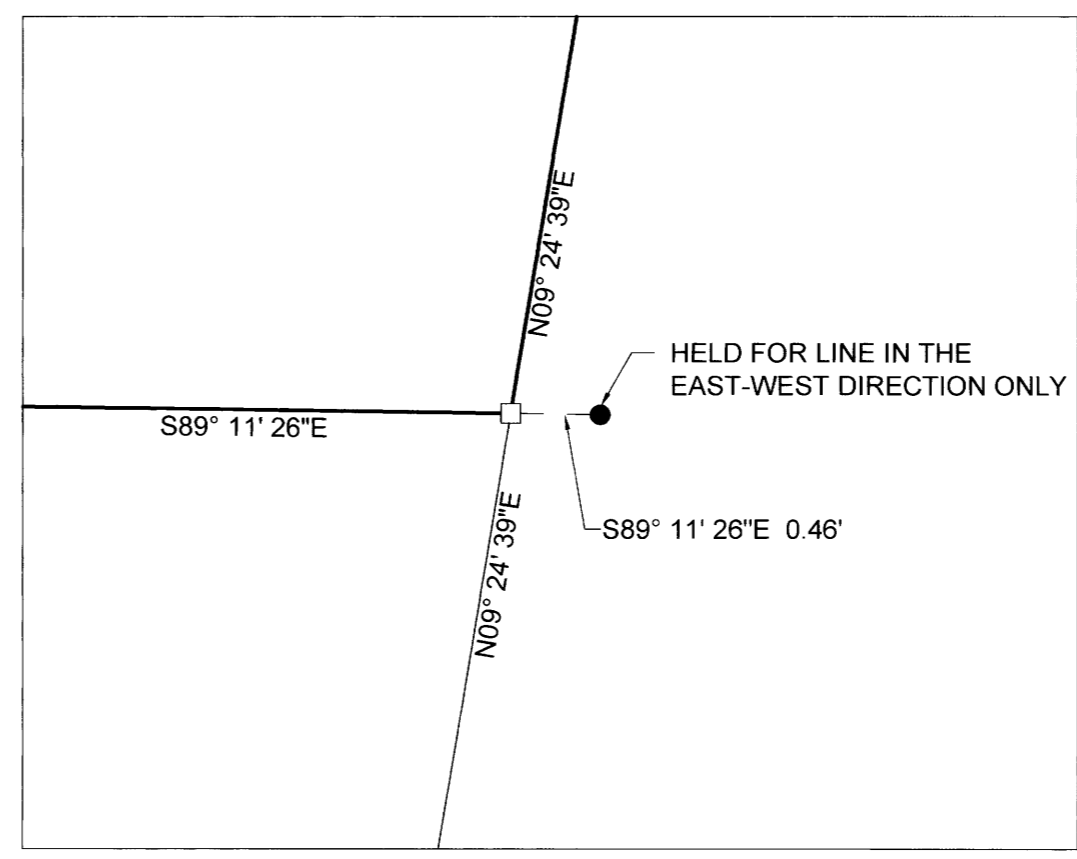 N09° 24' 39"E
HELD FOR LINE IN THE
EAST-WEST DIRECTION ONLY
S89° 11' 26"E
N09° 24' 39"E
S89° 11' 26"E 0.46'